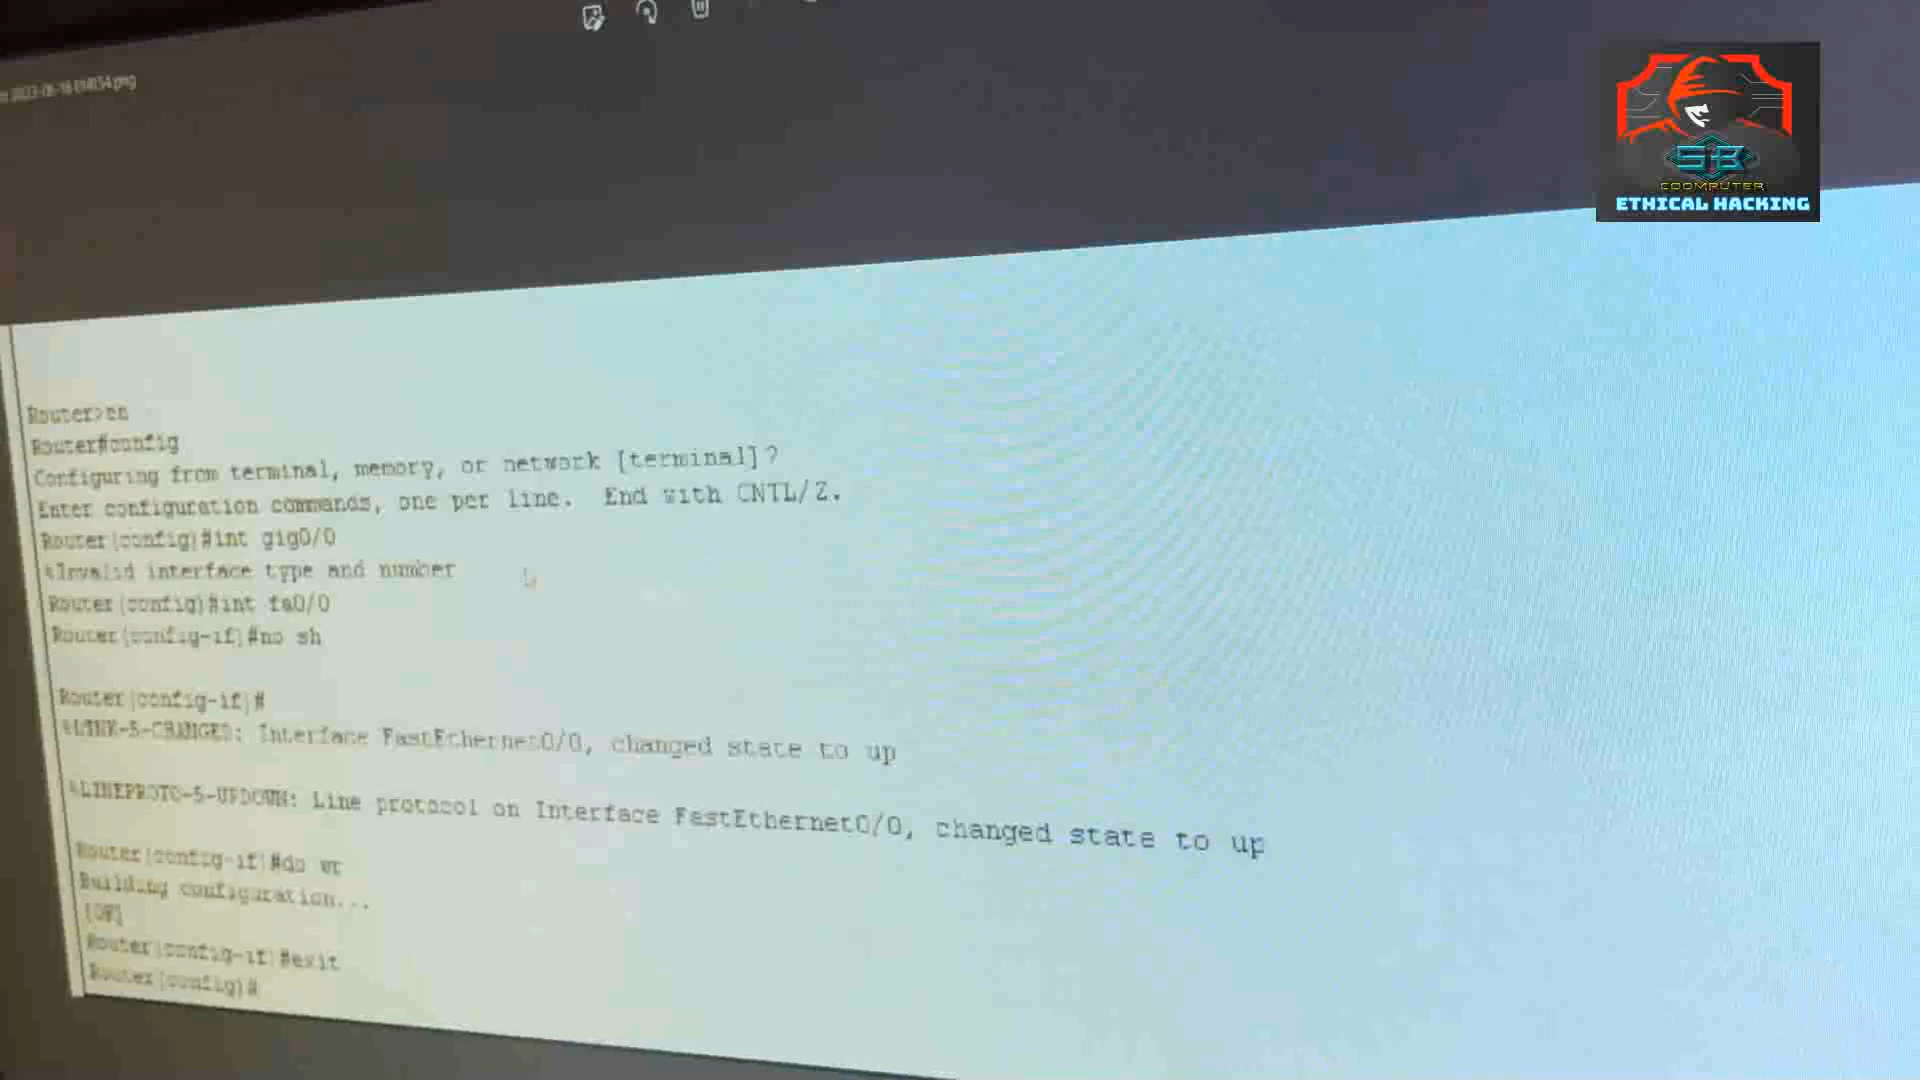 SB
COOMPUTER
ETHICAL HACKING
Router>en
Router#config
Configuring from terminal, memory, or network [terminal]?
Enter configuration commands, one per line.  End with CNTL/Z.
Router(config)#int gig0/0
%Invalid interface type and number
Router(config)#int fa0/0
Router(config-if)#no sh
Router(config-if)#
%LINK-5-CHANGED: Interface FastEthernet0/0, changed state to up
%LINEPROTO-5-UPDOWN: Line protocol on Interface FastEthernet0/0, changed state to up
Router(config-if)#do wr
Building configuration...
[OK]
Router(config-if)#exit
Router(config)#